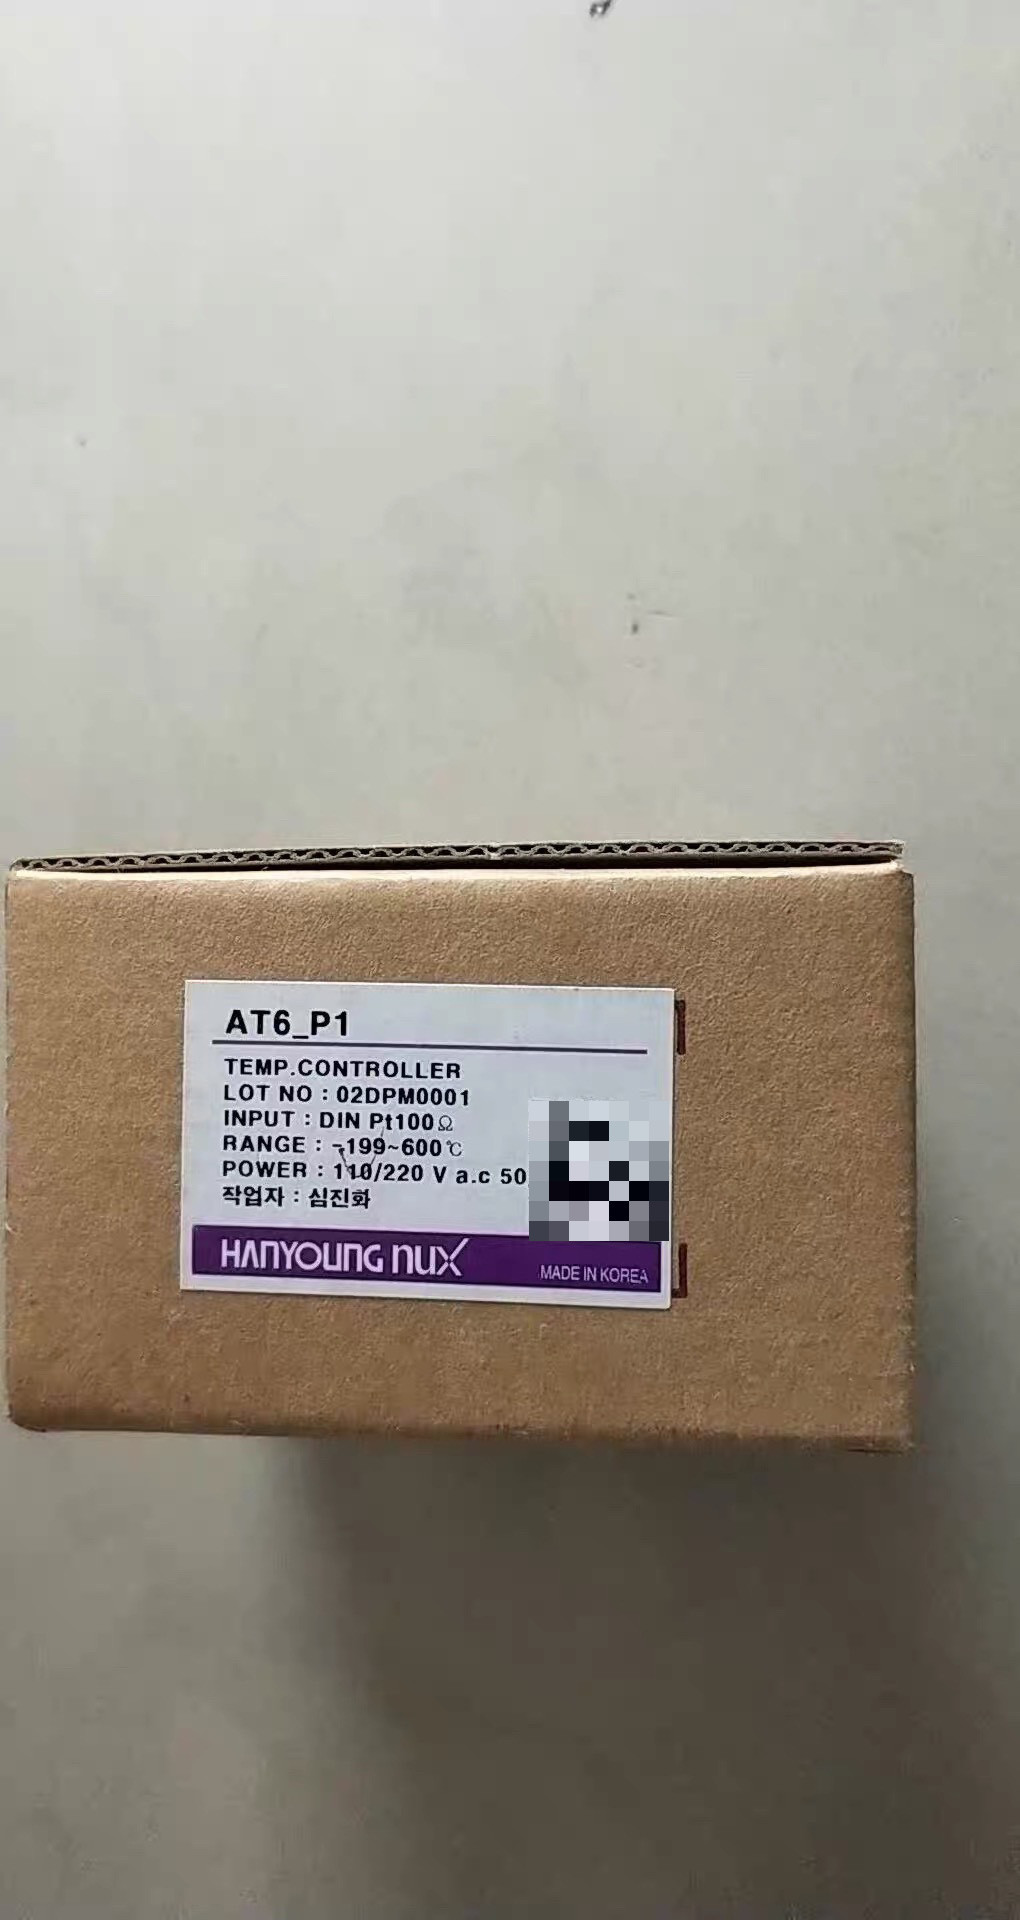 AT6_P1
TEMP.CONTROLLER
LOT NO : 02DPM0001
INPUT : DIN Pt100Ω
RANGE : -199~600℃
POWER : 110/220 V a.c 50
작업자 : 심진화
HANYOUNG nux
MADE IN KOREA